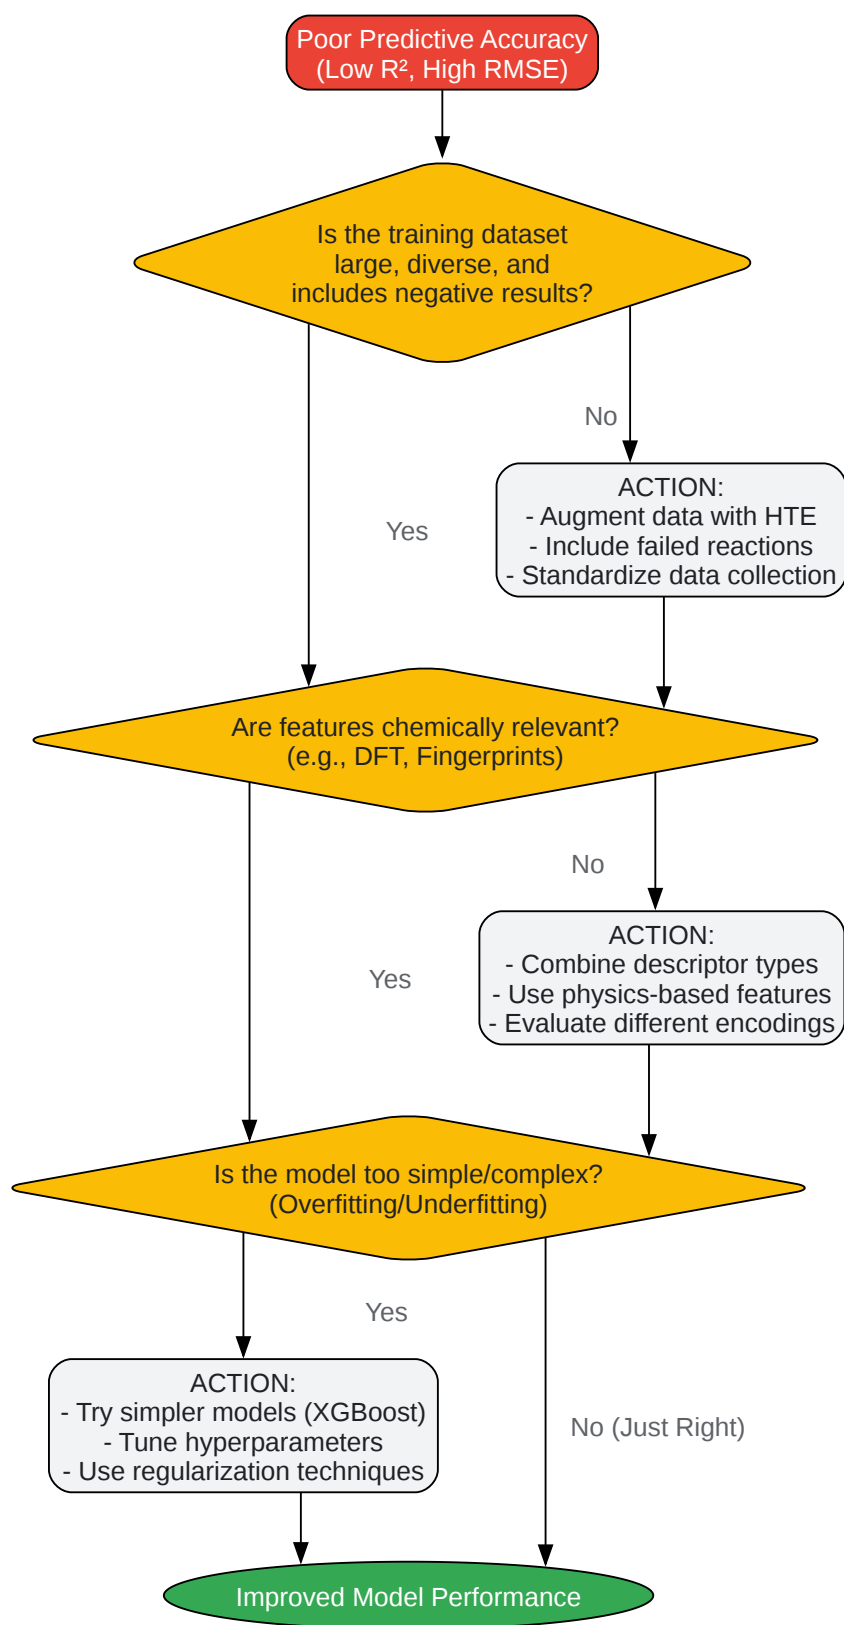 Poor Predictive Accuracy
(Low R², High RMSE)
Is the training dataset
large, diverse, and
includes negative results?
No
ACTION:
- Augment data with HTE
- Include failed reactions
- Standardize data collection
Yes
Are features chemically relevant?
(e.g., DFT, Fingerprints)
No
ACTION:
- Combine descriptor types
- Use physics-based features
- Evaluate different encodings
Yes
Is the model too simple/complex?
(Overfitting/Underfitting)
Yes
ACTION:
- Try simpler models (XGBoost)
- Tune hyperparameters
- Use regularization techniques
No (Just Right)
Improved Model Performance